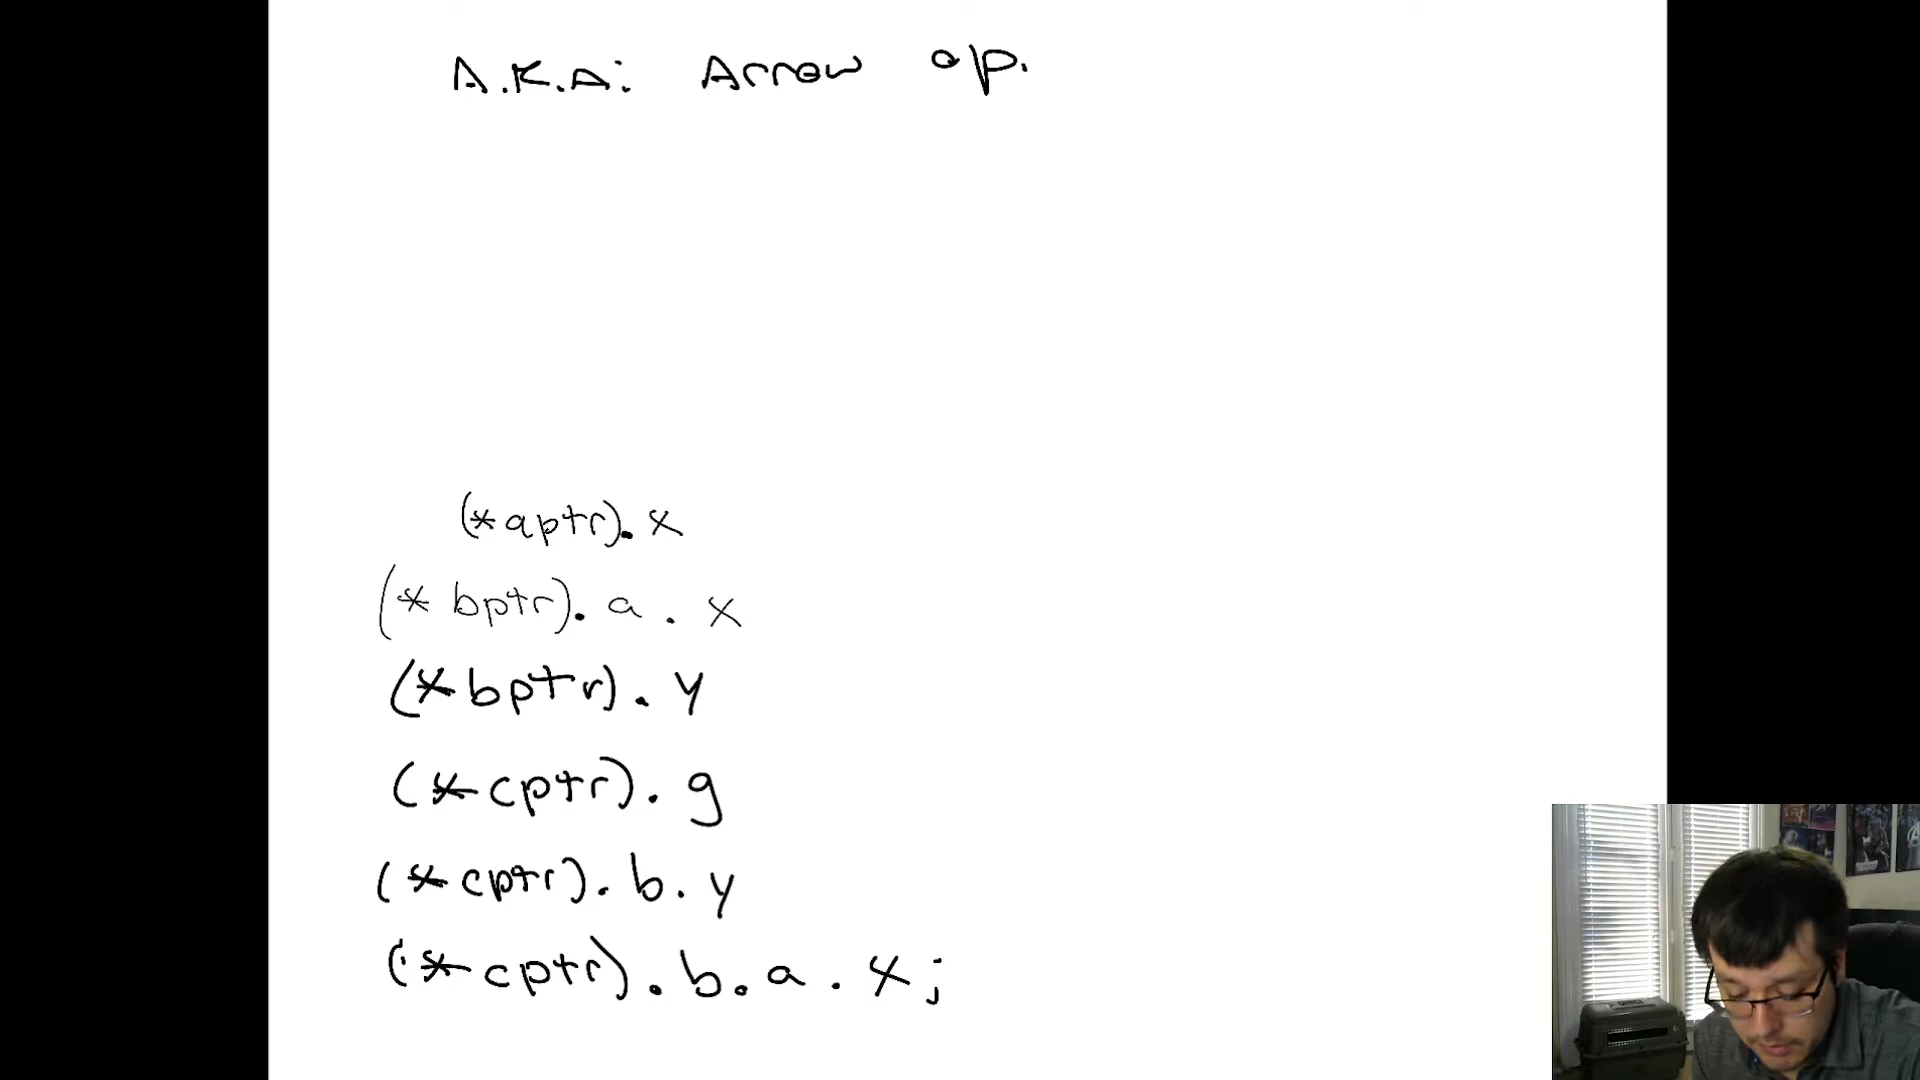 A.K.A: Arrow op.
(*aptr).x
(* bptr). a . x
(*bptr). y
(*cptr). g
(*cptr). b. y
(*cptr). b. a . x ;